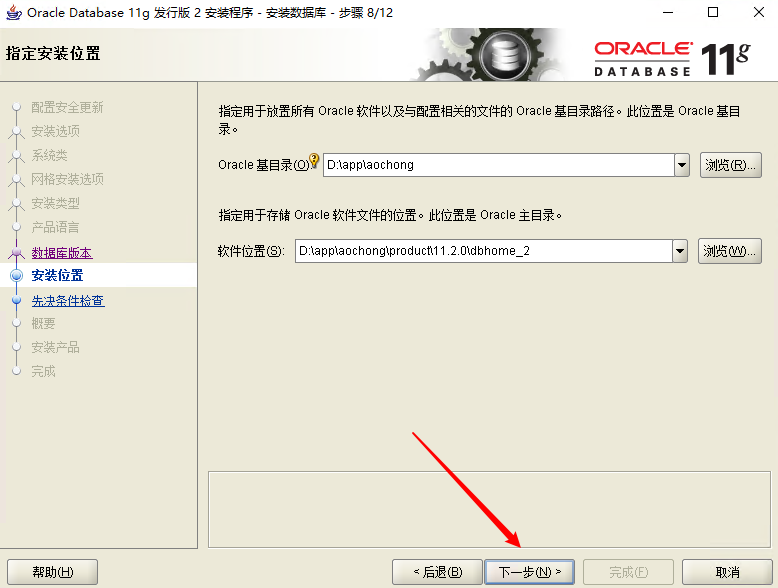 Oracle Database 11g 发行版 2 安装程序 - 安装数据库 - 步骤 8/12
指定安装位置
ORACLE
DATABASE 11g
配置安全更新
安装选项
系统类
网格安装选项
安装类型
产品语言
数据库版本
安装位置
先决条件检查
概要
安装产品
完成
指定用于放置所有 Oracle 软件以及与配置相关的文件的 Oracle 基目录路径。此位置是 Oracle 基目
录。
Oracle 基目录(O) D:\app\aochong 浏览(R)...
指定用于存储 Oracle 软件文件的位置。此位置是 Oracle 主目录。
软件位置(S): D:\app\aochong\product\11.2.0\dbhome_2 浏览(W)...
帮助(H) < 后退(B) 下一步(N) > 完成(F) 取消